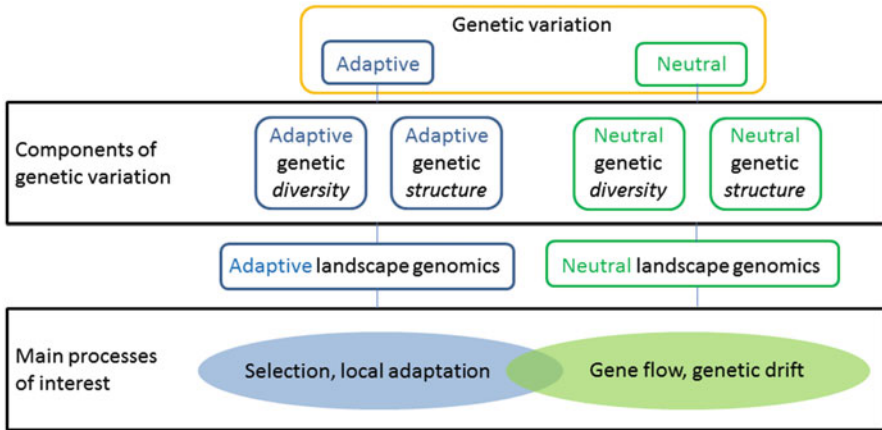 Genetic variation
Adaptive
Neutral
Components of
genetic variation
Adaptive
genetic
diversity
Adaptive
genetic
structure
Neutral
genetic
diversity
Neutral
genetic
structure
Adaptive landscape genomics
Neutral landscape genomics
Main processes
of interest
Selection, local adaptation
Gene flow, genetic drift